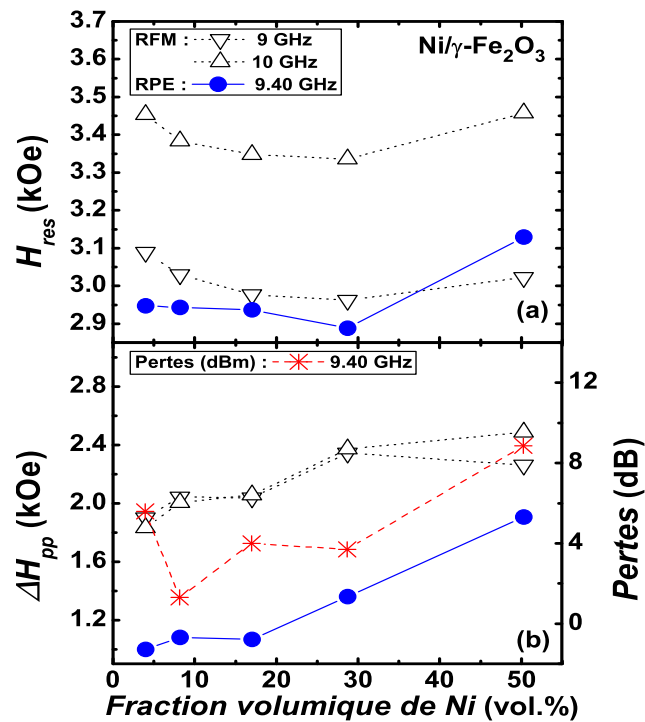 3.7
3.6
3.5
3.4
3.3
3.2
3.1
3.0
2.9
H_res (kOe)
RFM : 9 GHz
10 GHz
RPE : 9.40 GHz
Ni/γ-Fe₂O₃
(a)
Pertes (dBm) : 9.40 GHz
2.8
2.4
2.0
1.6
1.2
ΔH_pp (kOe)
12
8
4
0
Pertes (dB)
(b)
0 10 20 30 40 50
Fraction volumique de Ni (vol.%)